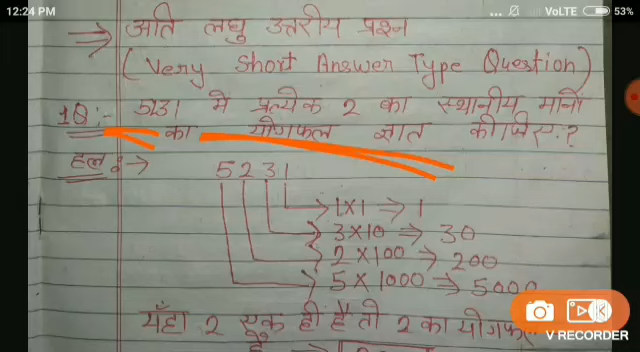 12:24 PM ... VoLTE 53%
⇒ अति लघु उत्तरीय प्रश्न
(Very Short Answer Type Question)
1Q:- 5231 मे प्रत्येक 2 का स्थानीय मानों
का योगफल ज्ञात कीजिए.?
हल:→ 5231
1×1 ⇒ 1
3×10 ⇒ 30
2×100 ⇒ 200
5×1000 ⇒ 5000
यँहा 2 एक ही है तो 2 का योगफल
है
V RECORDER